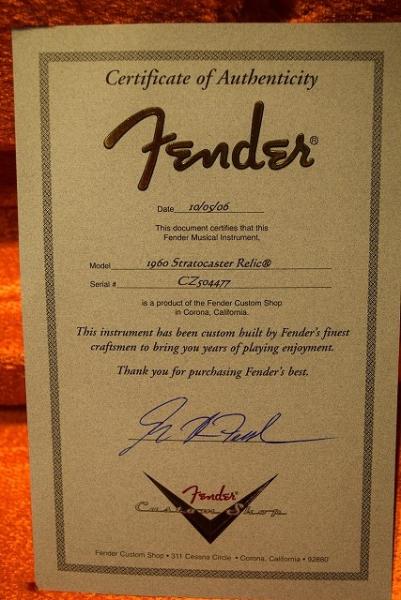 Certificate of Authenticity
Fender®
Date 10/05/06
This document certifies that this
Fender Musical Instrument,
Model 1960 Stratocaster Relic®
Serial # CZ504477
is a product of the Fender Custom Shop
in Corona, California.
This instrument has been custom built by Fender's finest
craftsmen to bring you years of playing enjoyment.
Thank you for purchasing Fender's best.
Fender®
Custom Shop
Fender Custom Shop • 311 Cessna Circle • Corona, California • 92880